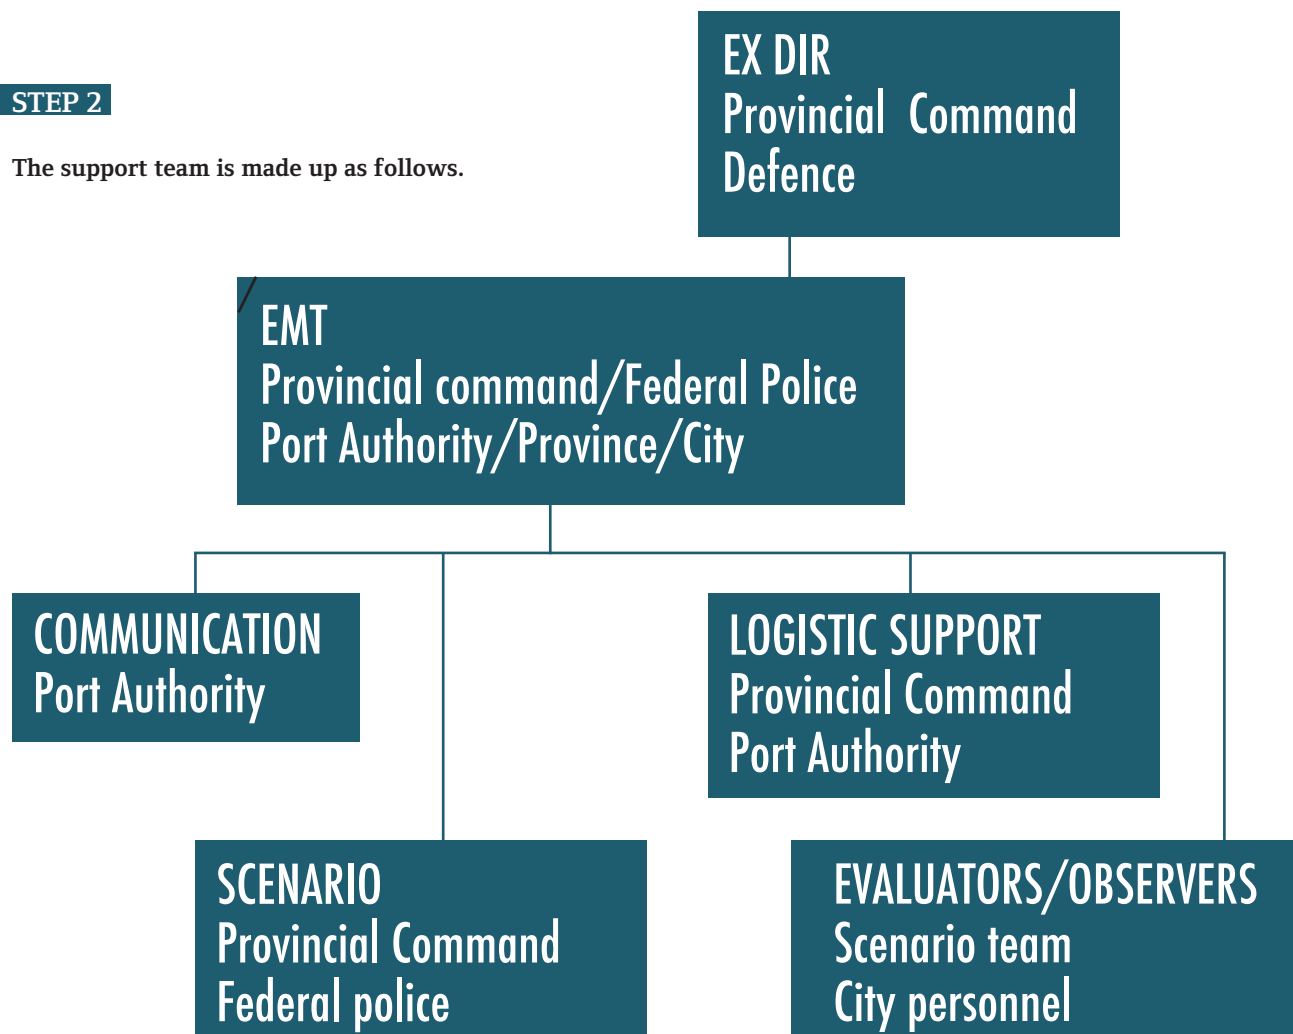 EX DIR
Provincial Command
Defence
STEP 2
The support team is made up as follows.
EMT
Provincial command/Federal Police
Port Authority/Province/City
COMMUNICATION
Port Authority
LOGISTIC SUPPORT
Provincial Command
Port Authority
SCENARIO
Provincial Command
Federal police
EVALUATORS/OBSERVERS
Scenario team
City personnel